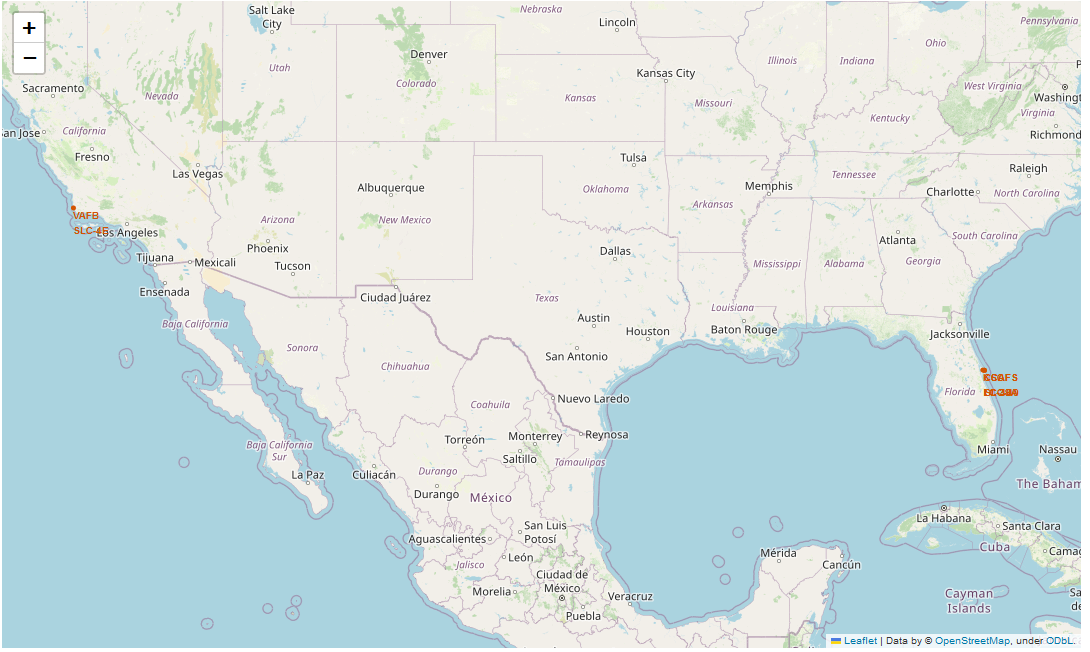 +
−
Salt Lake
City
Nebraska
Lincoln
Pennsylvania
Ohio
Denver
Utah
Illinois
Indiana
Kansas City
Colorado
Sacramento
Nevada
Kansas
Missouri
West Virginia
Washingt
Virginia
Kentucky
an Jose
California
Richmond
Fresno
Las Vegas
Tulsa
Raleigh
Albuquerque
Oklahoma
Memphis
Tennessee
Charlotte
North Carolina
Arkansas
VAFB
Arizona
New Mexico
SLC-4E
Los Angeles
Phoenix
Dallas
Atlanta
South Carolina
Tijuana
Mexicali
Tucson
Mississippi
Alabama
Georgia
Ensenada
Ciudad Juárez
Texas
Louisiana
Baja California
Austin
Houston
Baton Rouge
Jacksonville
Sonora
San Antonio
Chihuahua
Florida
Coahuila
Nuevo Laredo
Torreón
Monterrey
Reynosa
Baja California
Sur
Saltillo
Tamaulipas
Miami
Nassau
La Paz
Culiacán
Durango
Durango
México
The Baham
La Habana
San Luis
Potosí
Santa Clara
Aguascalientes
Cuba
Camag
León
Mérida
Cancún
Jalisco
Ciudad de
México
Morelia
Veracruz
Puebla
Cayman
Islands
Sa
de
Leaflet | Data by © OpenStreetMap, under ODbL.